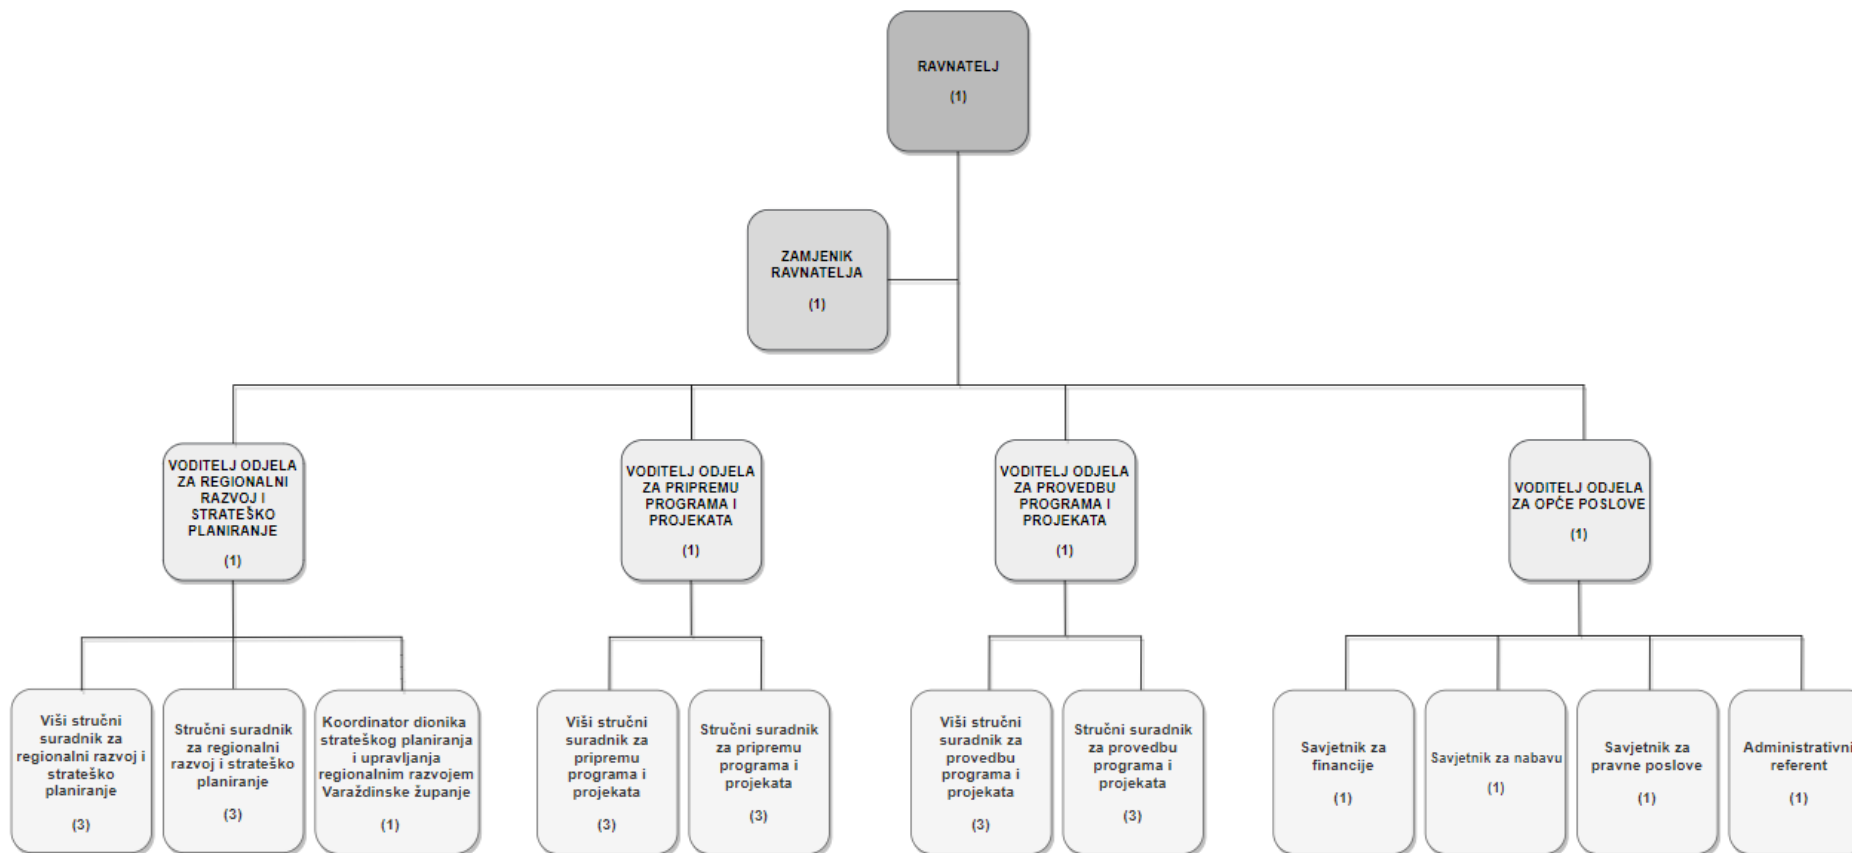 RAVNATELJ
(1)
ZAMJENIK
RAVNATELJA
(1)
VODITELJ ODJELA
ZA REGIONALNI
RAZVOJ I
STRATEŠKO
PLANIRANJE
(1)
VODITELJ ODJELA
ZA PRIPREMU
PROGRAMA I
PROJEKATA
(1)
VODITELJ ODJELA
ZA PROVEDBU
PROGRAMA I
PROJEKATA
(1)
VODITELJ ODJELA
ZA OPĆE POSLOVE
(1)
Viši stručni
suradnik za
regionalni razvoj i
strateško
planiranje
(3)
Stručni suradnik
za regionalni
razvoj i strateško
planiranje
(3)
Koordinator dionika
strateškog planiranja
i upravljanja
regionalnim razvojem
Varaždinske županje
(1)
Viši stručni
suradnik za
pripremu
programa i
projekata
(3)
Stručni suradnik
za pripremu
programa i
projekata
(3)
Viši stručni
suradnik za
provedbu
programa i
projekata
(3)
Stručni suradnik
za provedbu
programa i
projekata
(3)
Savjetnik za
financije
(1)
Savjetnik za nabavu
(1)
Savjetnik za
pravne poslove
(1)
Administrativni
referent
(1)